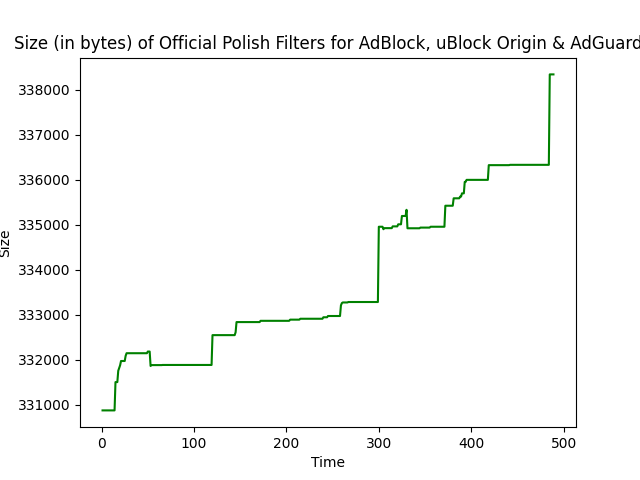 Size (in bytes) of Official Polish Filters for AdBlock, uBlock Origin & AdGuard
338000
337000
336000
335000
334000
333000
332000
331000
Size
0 100 200 300 400 500
Time